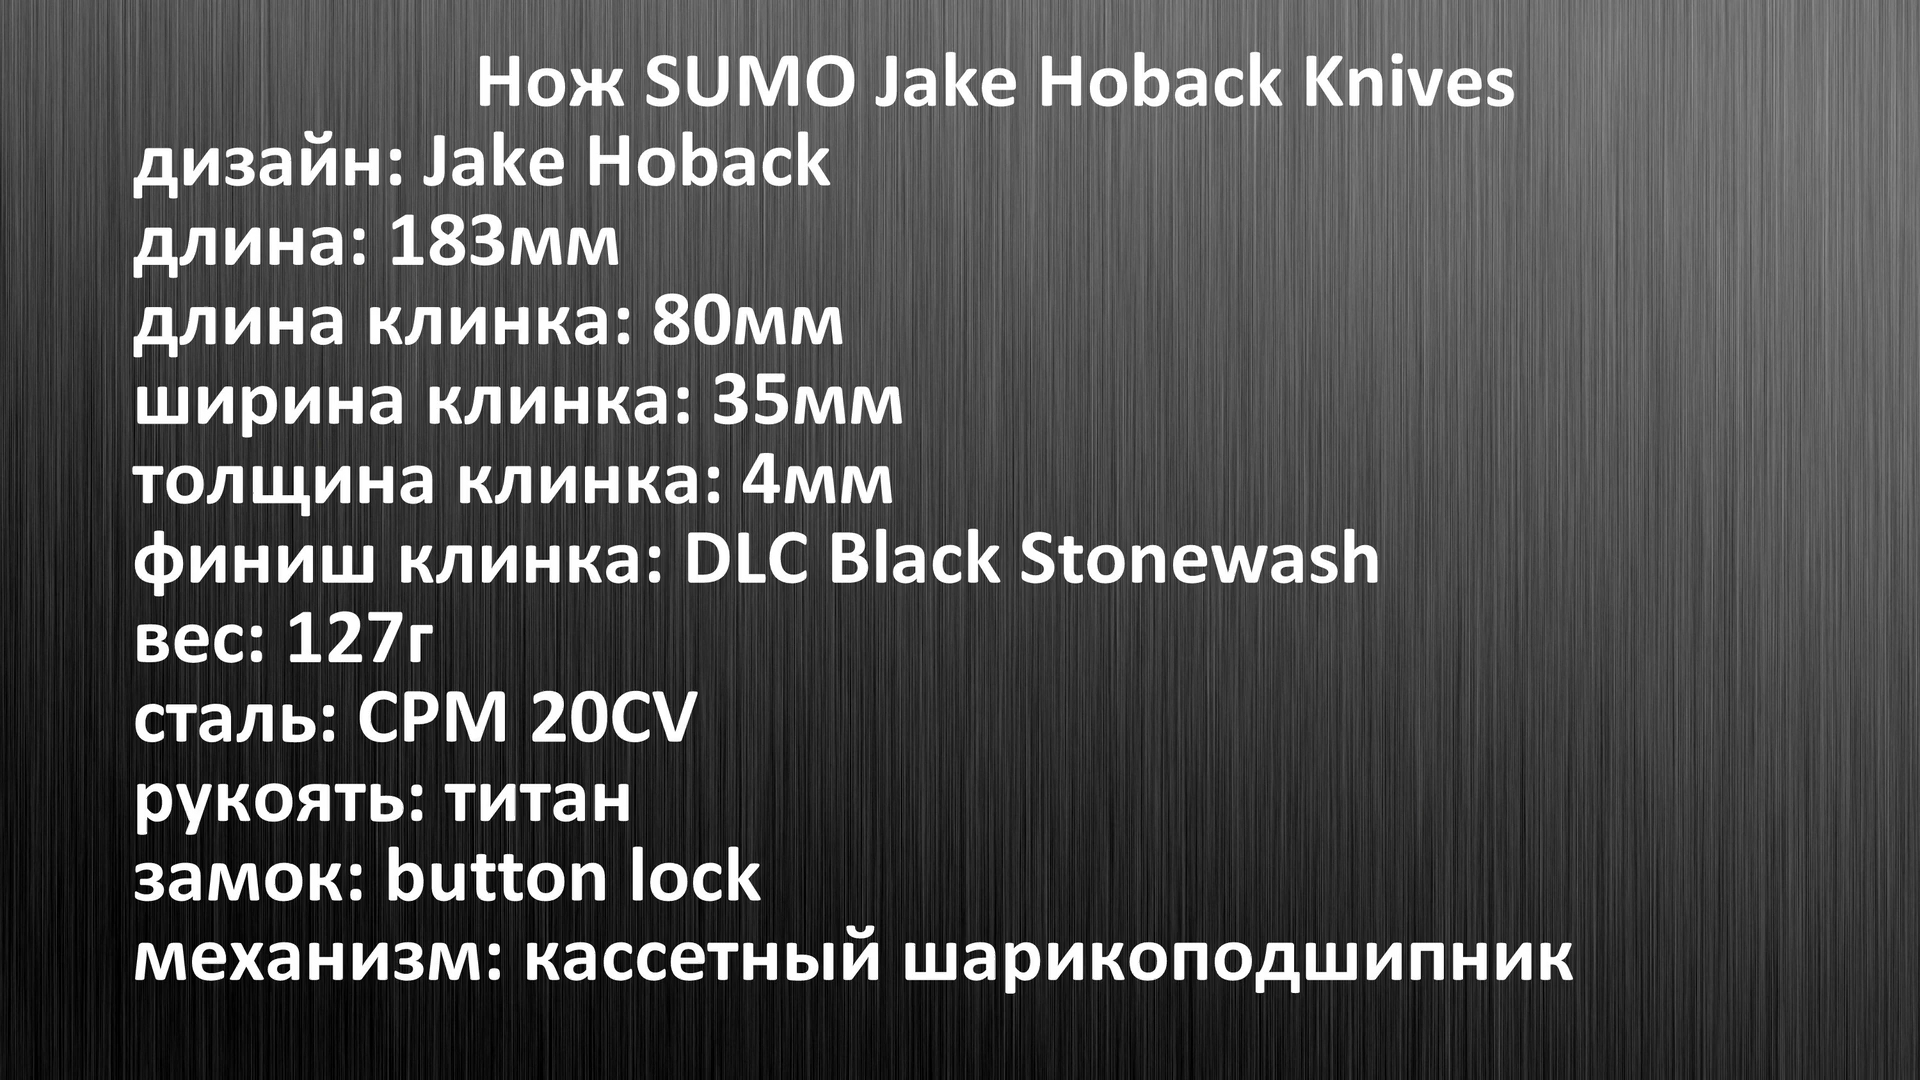 Нож SUMO Jake Hoback Knives
дизайн: Jake Hoback
длина: 183мм
длина клинка: 80мм
ширина клинка: 35мм
толщина клинка: 4мм
финиш клинка: DLC Black Stonewash
вес: 127г
сталь: CPM 20CV
рукоять: титан
замок: button lock
механизм: кассетный шарикоподшипник